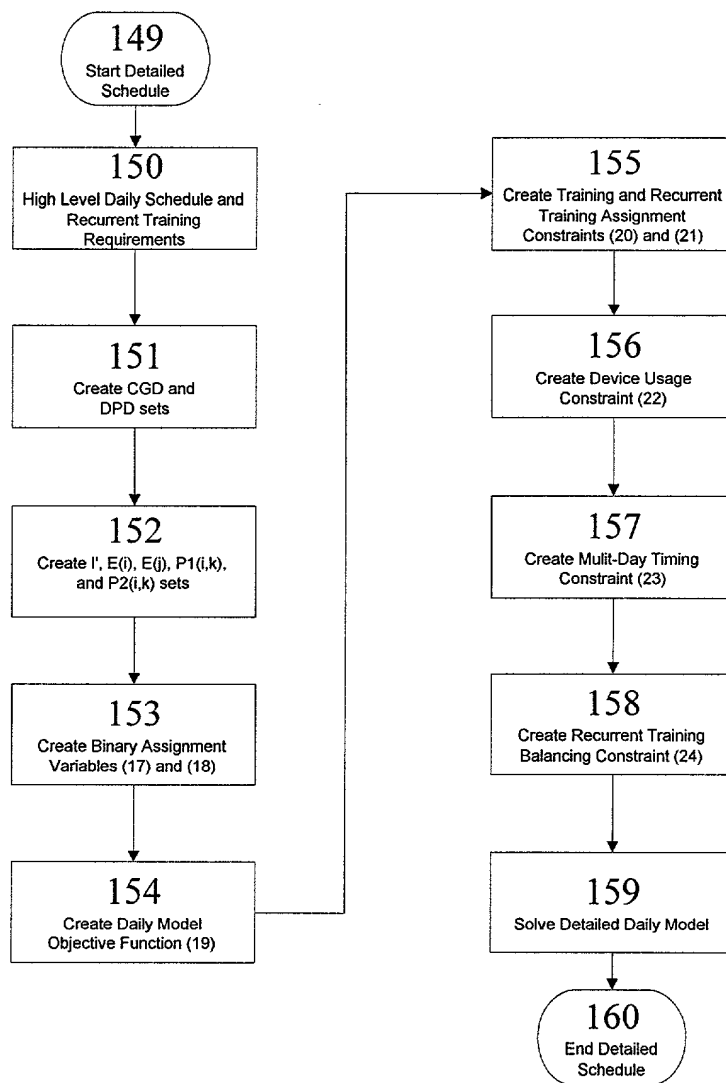 149
Start Detailed
Schedule
150
High Level Daily Schedule and
Recurrent Training
Requirements
151
Create CGD and
DPD sets
152
Create I', E(i), E(j), P1(i,k),
and P2(i,k) sets
153
Create Binary Assignment
Variables (17) and (18)
154
Create Daily Model
Objective Function (19)
155
Create Training and Recurrent
Training Assignment
Constraints (20) and (21)
156
Create Device Usage
Constraint (22)
157
Create Mulit-Day Timing
Constraint (23)
158
Create Recurrent Training
Balancing Constraint (24)
159
Solve Detailed Daily Model
160
End Detailed
Schedule